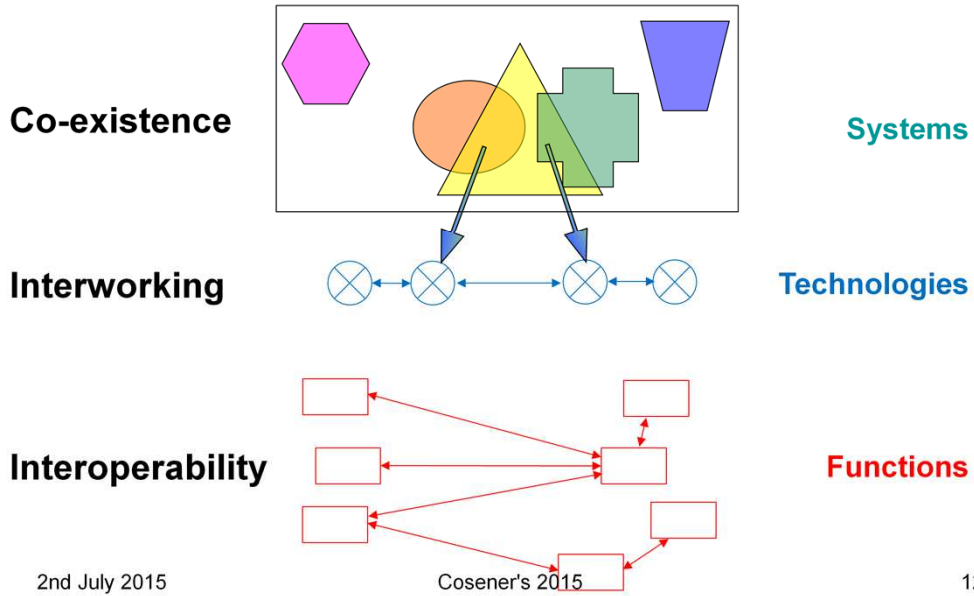 Co-existence
Systems
Interworking
Technologies
Interoperability
Functions
2nd July 2015
Cosener's 2015